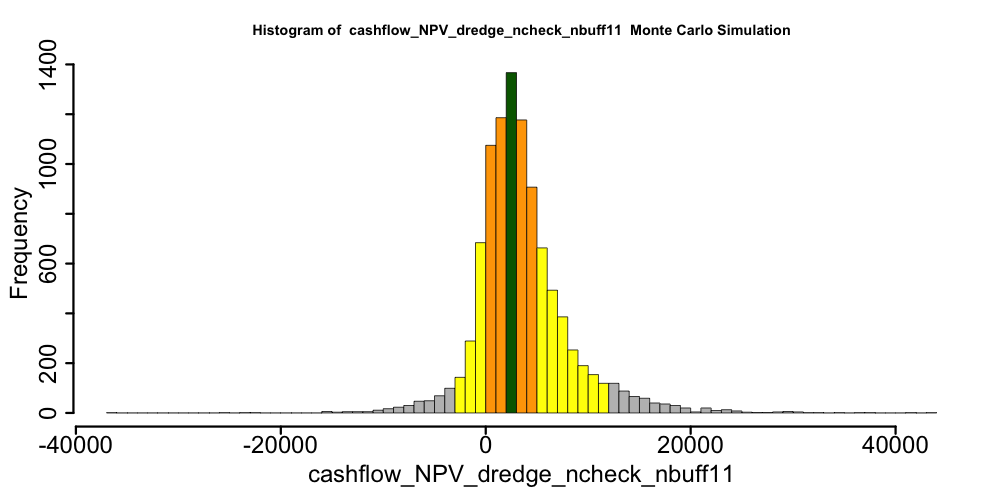 Histogram of  cashflow_NPV_dredge_ncheck_nbuff11  Monte Carlo Simulation
Frequency
1400
1000
600
200
0
-40000 -20000 0 20000 40000
cashflow_NPV_dredge_ncheck_nbuff11